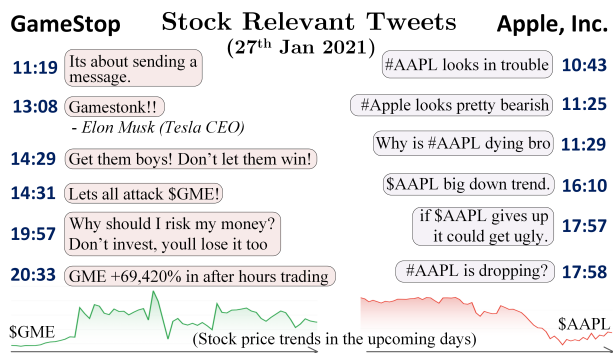 GameStop
Stock Relevant Tweets
(27th Jan 2021)
Apple, Inc.
11:19
Its about sending a
message.
13:08
Gamestonk!!
- Elon Musk (Tesla CEO)
14:29
Get them boys! Don't let them win!
14:31
Lets all attack $GME!
19:57
Why should I risk my money?
Don't invest, youll lose it too
20:33
GME +69,420% in after hours trading
#AAPL looks in trouble
10:43
#Apple looks pretty bearish
11:25
Why is #AAPL dying bro
11:29
$AAPL big down trend.
16:10
if $AAPL gives up
it could get ugly.
17:57
#AAPL is dropping?
17:58
$GME
(Stock price trends in the upcoming days)
$AAPL